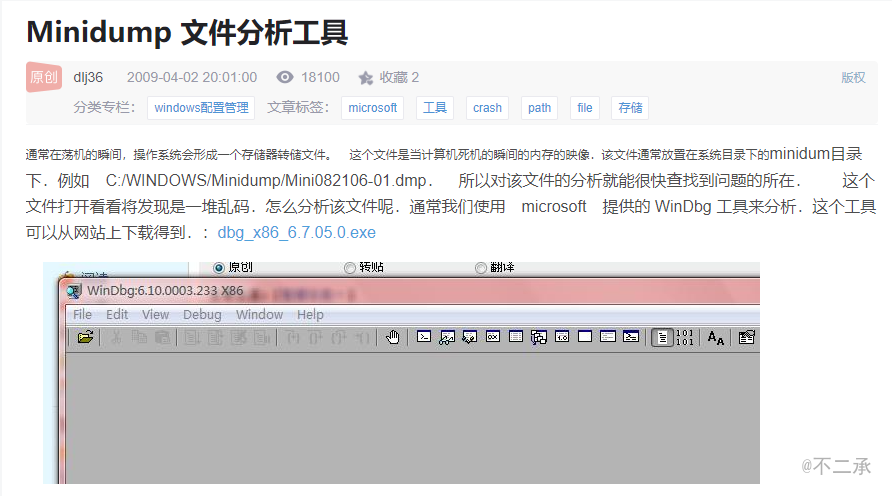 Minidump 文件分析工具
原创 dlj36 2009-04-02 20:01:00 18100 收藏 2 版权
分类专栏： windows配置管理 文章标签： microsoft 工具 crash path file 存储
通常在荡机的瞬间，操作系统会形成一个存储器转储文件。 这个文件是当计算机死机的瞬间的内存的映像．该文件通常放置在系统目录下的minidum目录
下．例如 C:/WINDOWS/Minidump/Mini082106-01.dmp． 所以对该文件的分析就能很快查找到问题的所在． 这个
文件打开看看将发现是一堆乱码．怎么分析该文件呢．通常我们使用 microsoft 提供的 WinDbg 工具来分析．这个工具
可以从网站上下载得到．：dbg_x86_6.7.05.0.exe
原创 转贴 翻译
WinDbg:6.10.0003.233 X86
File Edit View Debug Window Help
@不二承